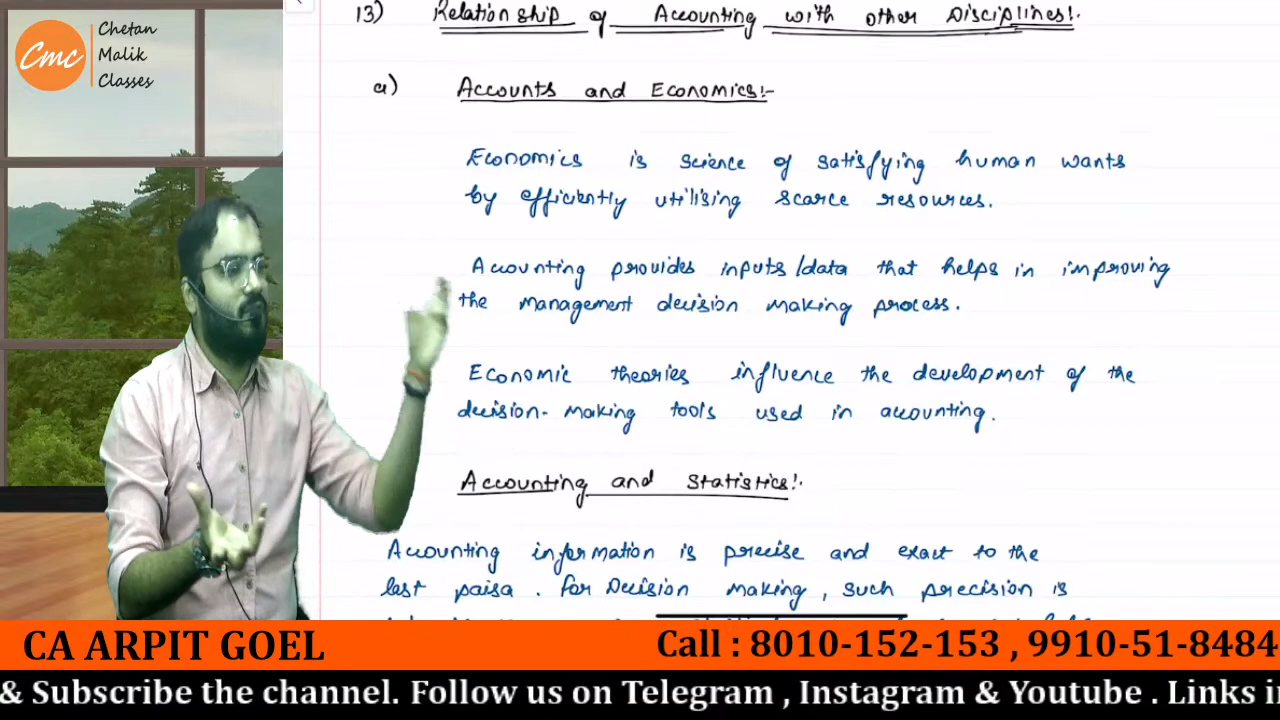 cmc
Chetan
Malik
Classes
13) Relationship of Accounting with other Disciplines!.
a) Accounts and Economics:-
Economics is science of satisfying human wants
by efficiently utilising scarce resources.
Accounting provides inputs/data that helps in improving
the management decision making process.
Economic theories influence the development of the
decision-making tools used in accounting.
Accounting and Statistics!.
Accounting information is precise and exact to the
last paisa. For Decision making, such precision is
CA ARPIT GOEL
Call : 8010-152-153 , 9910-51-8484
& Subscribe the channel. Follow us on Telegram , Instagram & Youtube . Links i